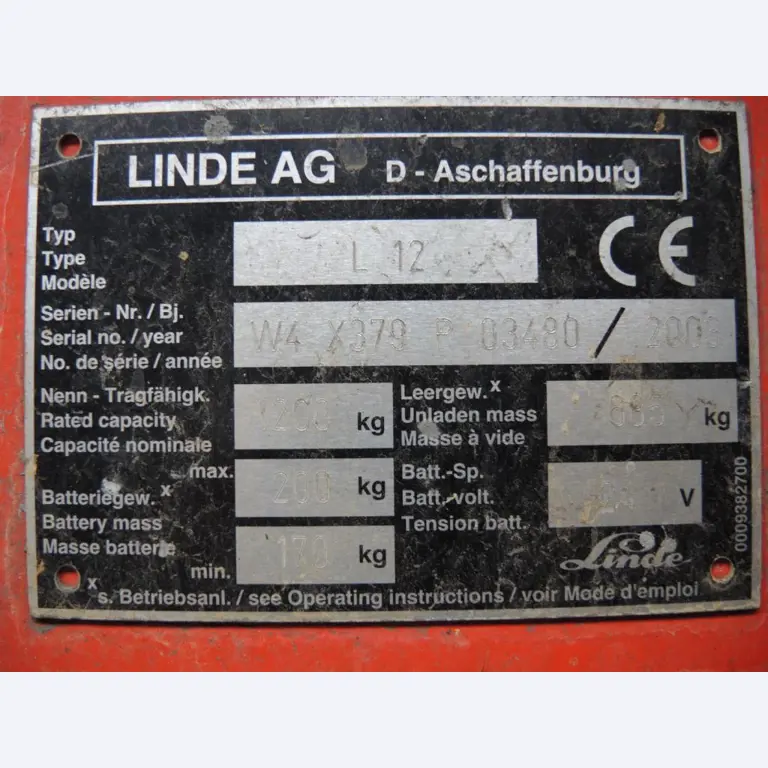 LINDE AG D - Aschaffenburg
Typ
Type
Modèle
L 12
CE
Serien - Nr. / Bj.
Serial no. / year
No. de série / année
W4 X379 R 03480 /
Nenn - Tragfähigk.
Rated capacity
Capacité nominale
kg
Leergew. x
Unladen mass
Masse à vide
kg
Batteriegew. x
Battery mass
Masse batterie
max.
200 kg
min.
130 kg
Batt.-Sp.
Batt.-volt.
Tension batt.
24 V
Linde
0009382700
x s. Betriebsanl. / see Operating instructions / voir Mode d'emploi